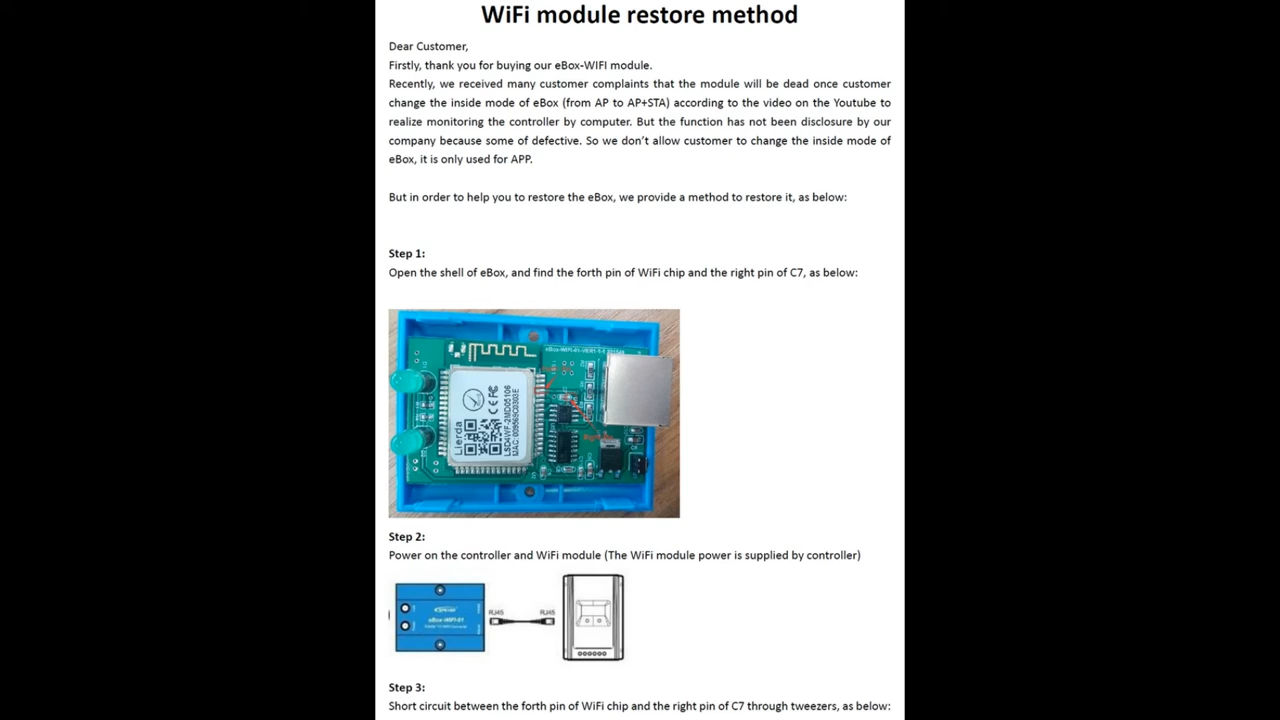 WiFi module restore method
Dear Customer,
Firstly, thank you for buying our eBox-WIFI module.
Recently, we received many customer complaints that the module will be dead once customer
change the inside mode of eBox (from AP to AP+STA) according to the video on the Youtube to
realize monitoring the controller by computer. But the function has not been disclosure by our
company because some of defective. So we don't allow customer to change the inside mode of
eBox, it is only used for APP.
But in order to help you to restore the eBox, we provide a method to restore it, as below:
Step 1:
Open the shell of eBox, and find the forth pin of WiFi chip and the right pin of C7, as below:
Lierda
LSD4WF-2MD05106
Step 2:
Power on the controller and WiFi module (The WiFi module power is supplied by controller)
RJ45
RJ45
eBox-WIFI-01
Step 3:
Short circuit between the forth pin of WiFi chip and the right pin of C7 through tweezers, as below: